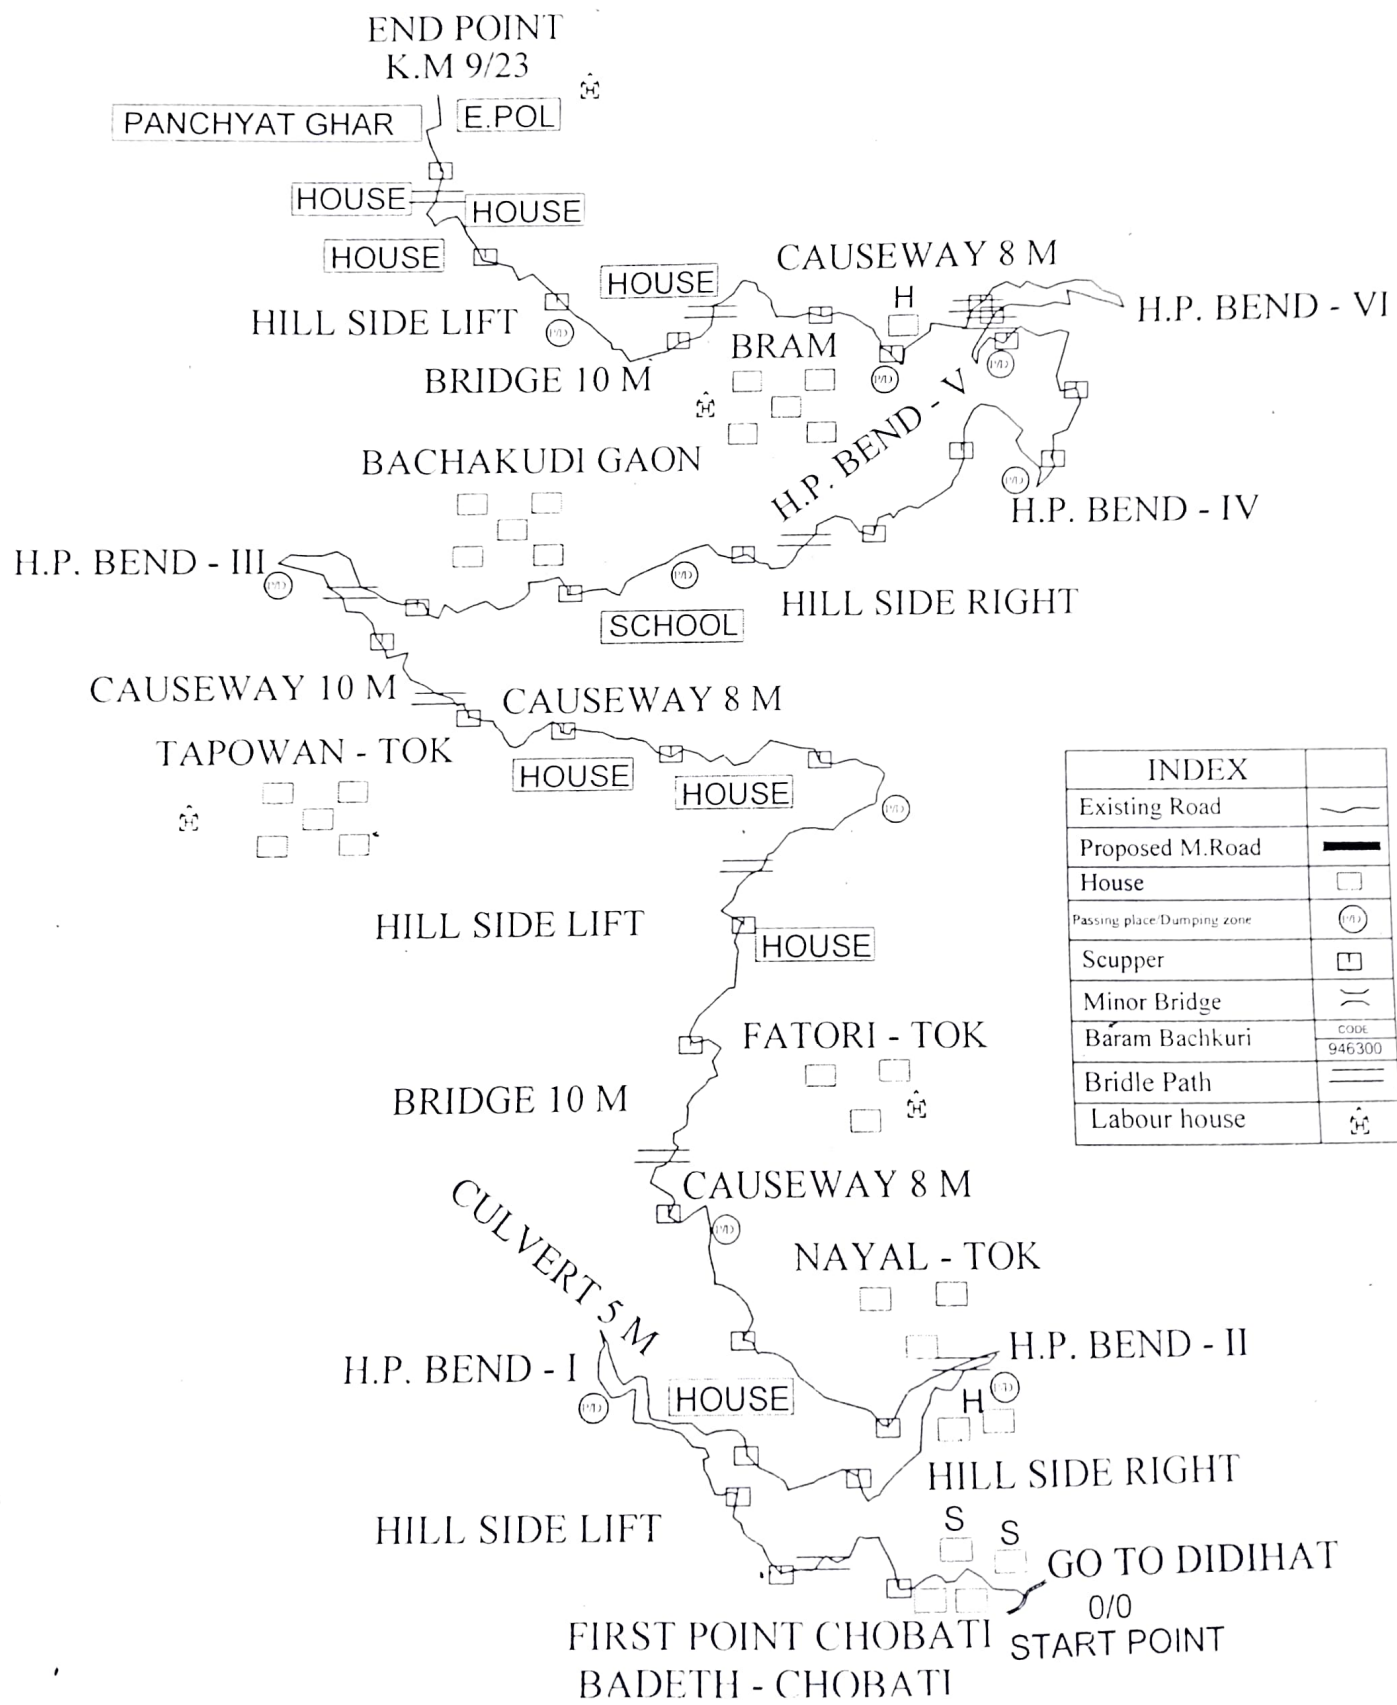 END POINT
K.M 9/23
H
PANCHYAT GHAR
E.POL
HOUSE
HOUSE
HOUSE
CAUSEWAY 8 M
HOUSE
H
H.P. BEND - VI
HILL SIDE LIFT
P/D
BRAM
P/D
P/D
BRIDGE 10 M
H
H.P. BEND - V
BACHAKUDI GAON
P/D
H.P. BEND - IV
H.P. BEND - III
P/D
P/D
HILL SIDE RIGHT
SCHOOL
CAUSEWAY 10 M
CAUSEWAY 8 M
TAPOWAN - TOK
HOUSE
HOUSE
P/D
H
HILL SIDE LIFT
HOUSE
INDEX
Existing Road
Proposed M.Road
House
Passing place/Dumping zone
P/D
Scupper
Minor Bridge
Baram Bachkuri
CODE
946300
Bridle Path
Labour house
H
FATORI - TOK
H
BRIDGE 10 M
CAUSEWAY 8 M
P/D
CULVERT 5 M
NAYAL - TOK
H.P. BEND - I
H.P. BEND - II
P/D
HOUSE
H
P/D
HILL SIDE RIGHT
HILL SIDE LIFT
S
S
GO TO DIDIHAT
0/0
START POINT
FIRST POINT CHOBATI
BADETH - CHOBATI